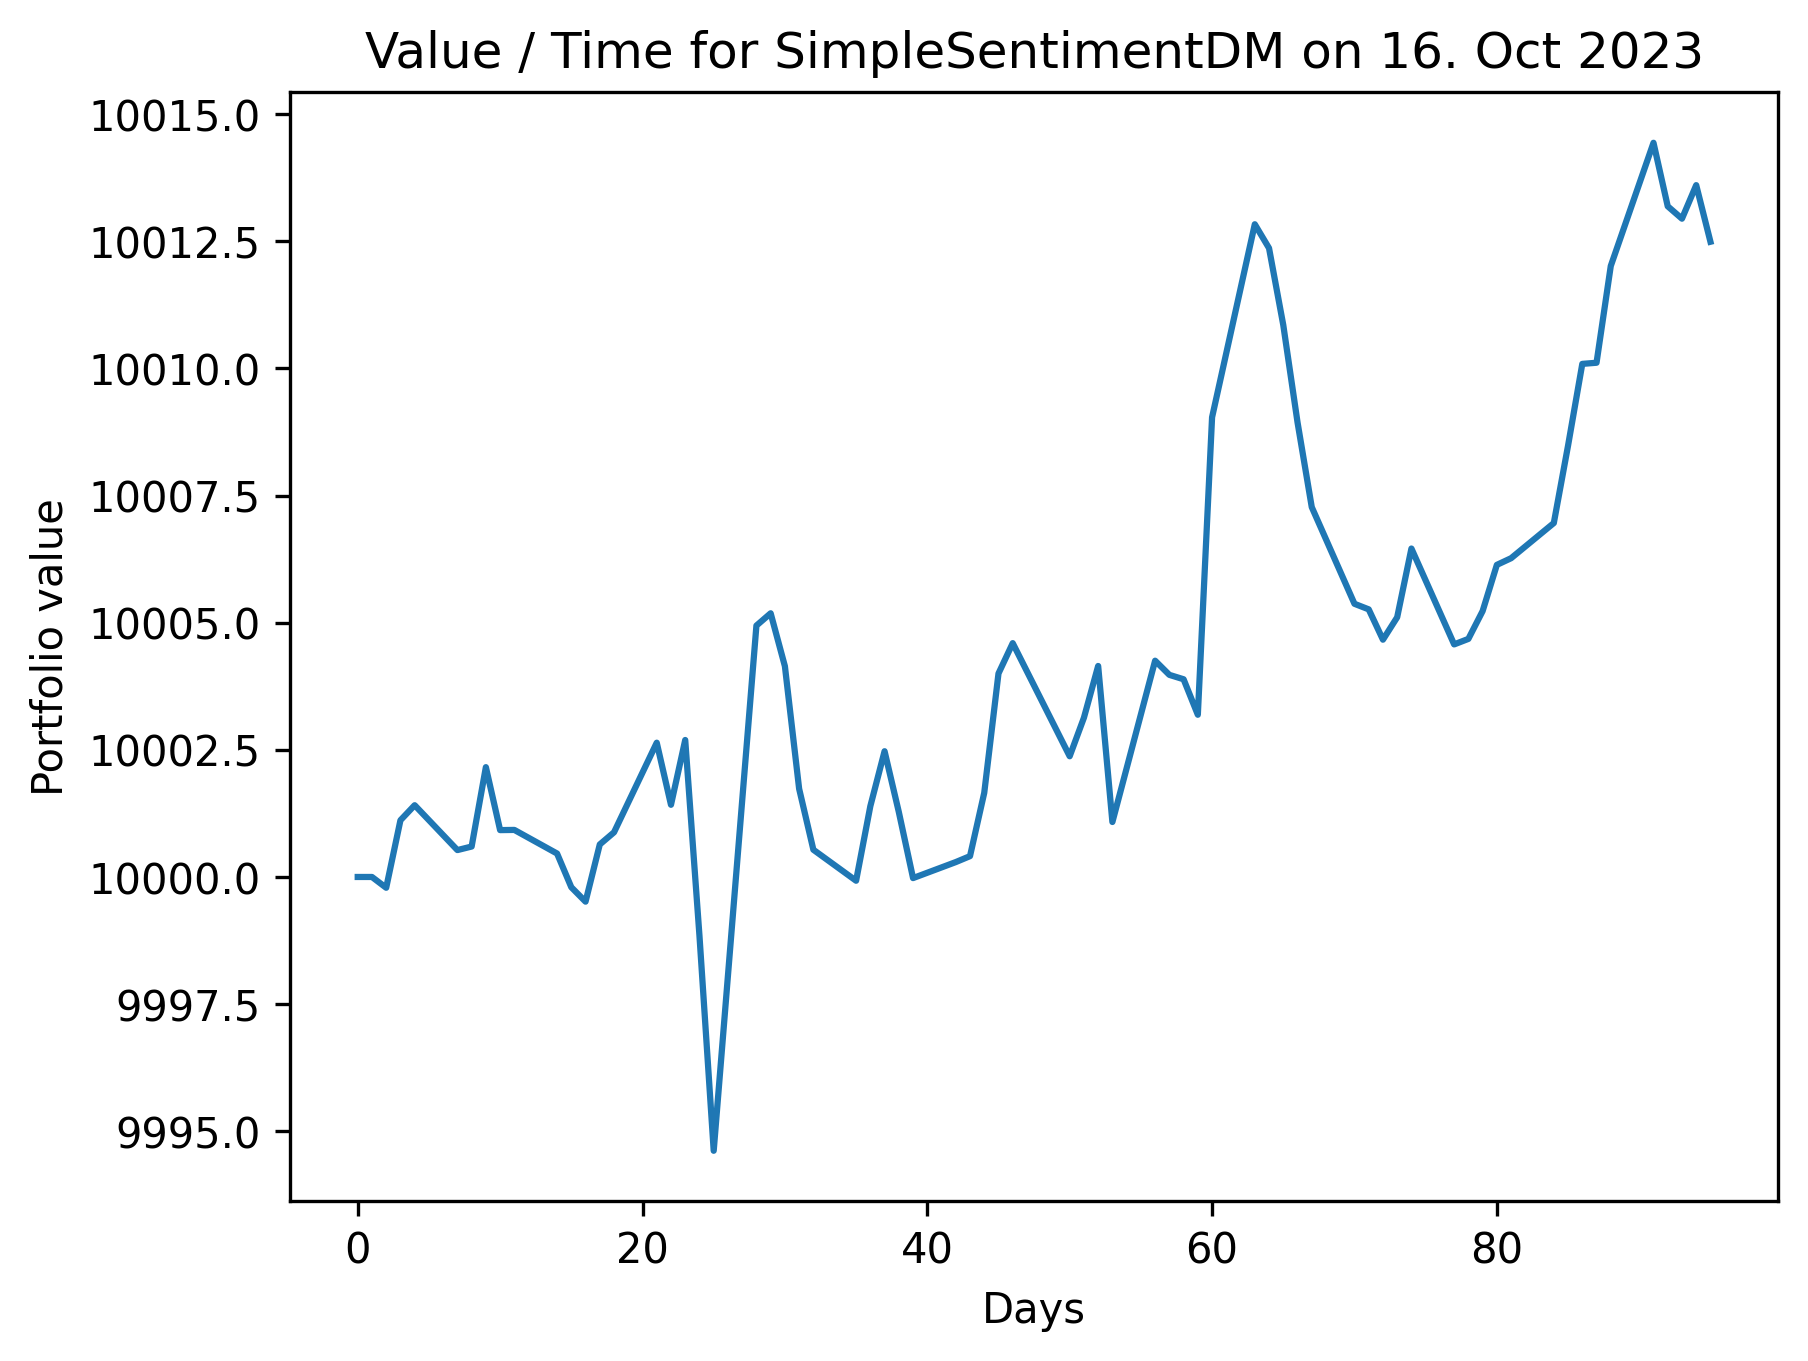 Value / Time for SimpleSentimentDM on 16. Oct 2023
Portfolio value
10015.0
10012.5
10010.0
10007.5
10005.0
10002.5
10000.0
9997.5
9995.0
0 20 40 60 80
Days